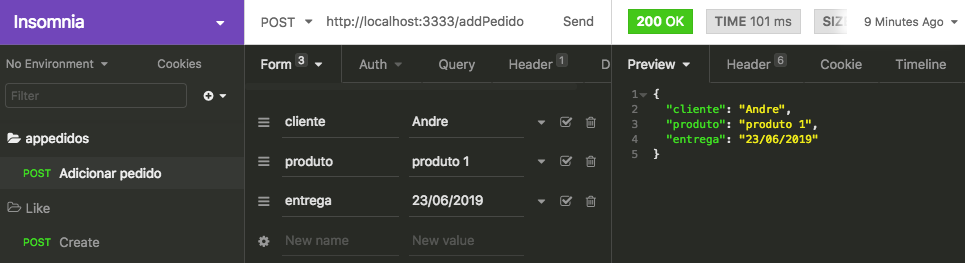 Insomnia
No Environment Cookies
Filter
appedidos
POST Adicionar pedido
Like
POST Create
POST http://localhost:3333/addPedido Send
Form 3 Auth Query Header 1
cliente Andre
produto produto 1
entrega 23/06/2019
New name New value
200 OK TIME 101 ms 9 Minutes Ago
Preview Header 6 Cookie Timeline
1 {
2 "cliente": "Andre",
3 "produto": "produto 1",
4 "entrega": "23/06/2019"
5 }